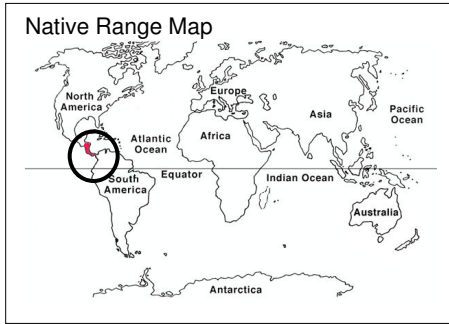 Native Range Map
North
America
Europe
Asia
Pacific
Ocean
Atlantic
Ocean
Africa
South
America
Equator
Indian Ocean
Australia
Antarctica